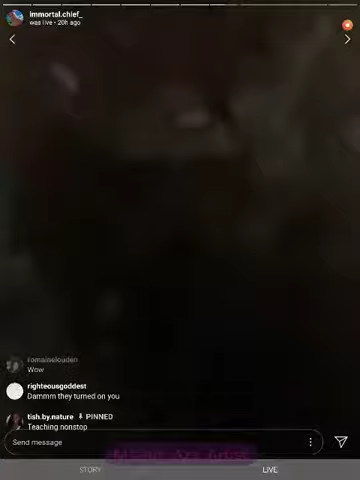 immortal.chief_
was live • 20h ago
romaineleuden
Wow
righteousgoddest
Dammm they turned on you
tish.by.nature PINNED
Teaching nonstop
Send message
STORY LIVE